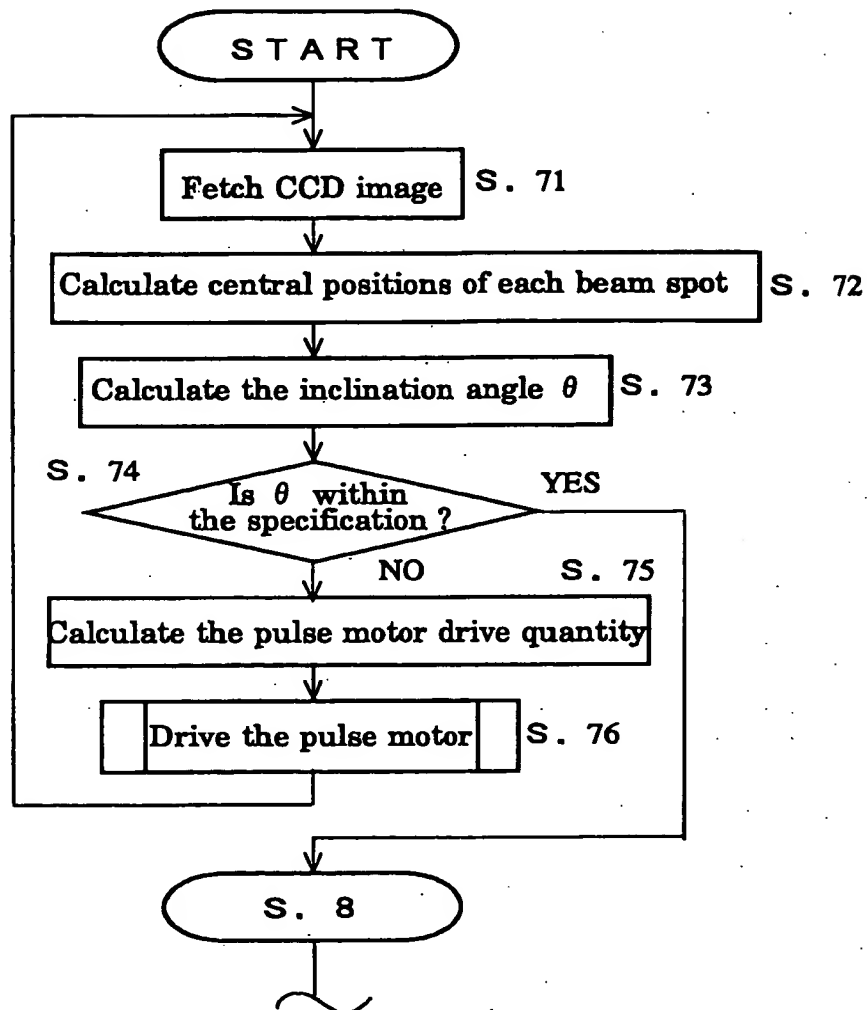 START
Fetch CCD image S. 71
Calculate central positions of each beam spot S. 72
Calculate the inclination angle θ S. 73
S. 74
Is θ within
the specification ?
YES
NO
S. 75
Calculate the pulse motor drive quantity
Drive the pulse motor S. 76
S. 8